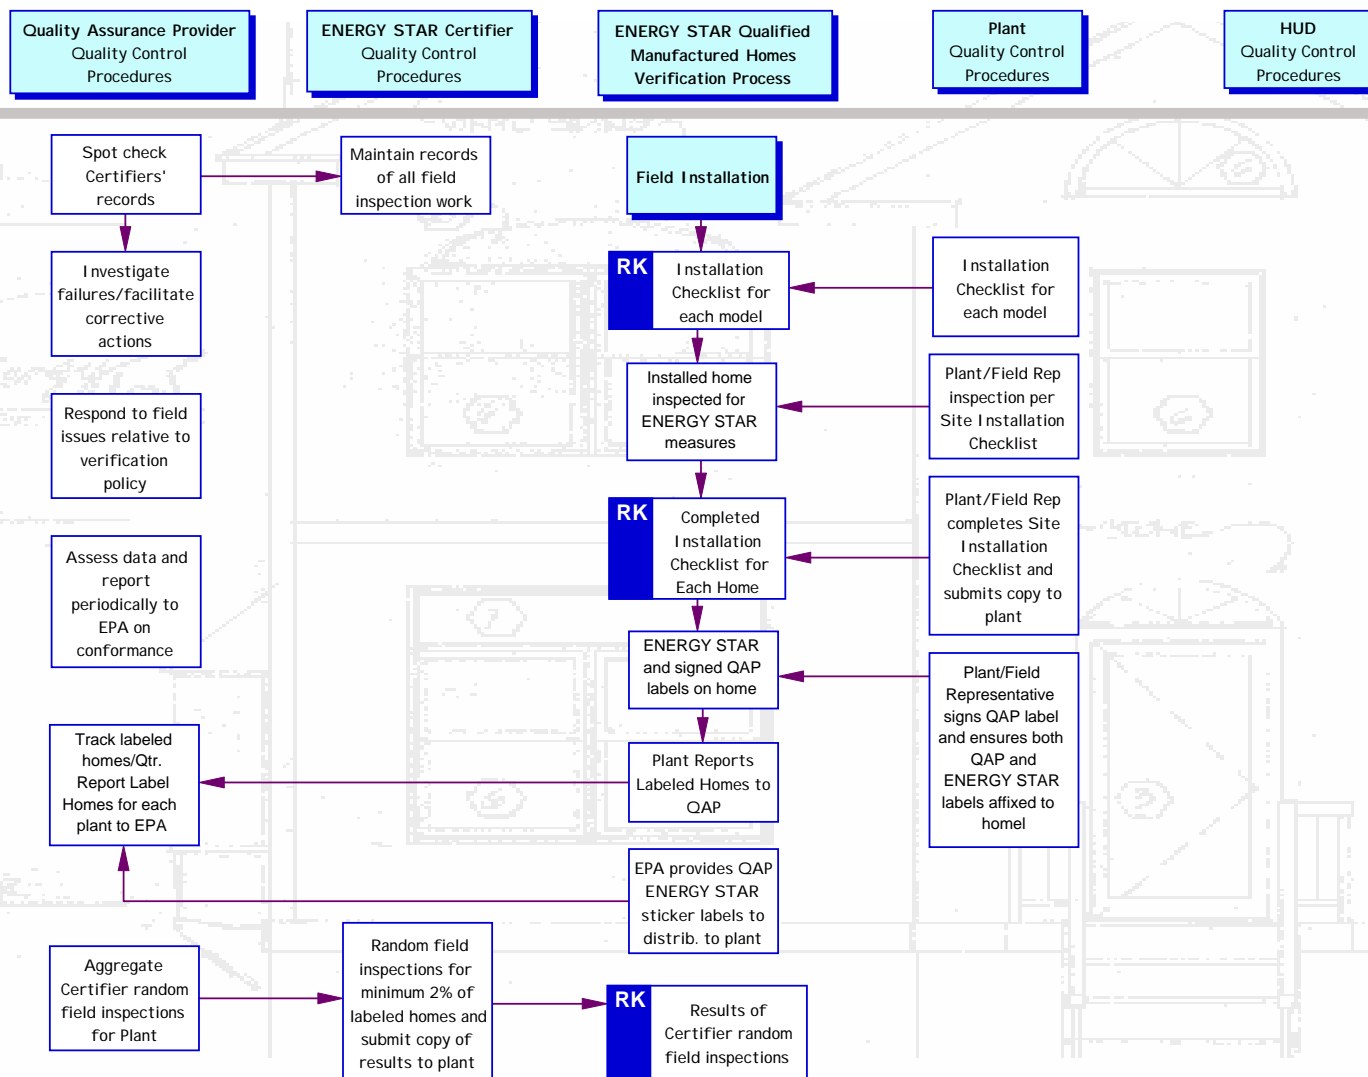 Quality Assurance Provider
Quality Control
Procedures
ENERGY STAR Certifier
Quality Control
Procedures
ENERGY STAR Qualified
Manufactured Homes
Verification Process
Plant
Quality Control
Procedures
HUD
Quality Control
Procedures
Spot check
Certifiers'
records
Maintain records
of all field
inspection work
Field Installation
Investigate
failures/facilitate
corrective
actions
RK
Installation
Checklist for
each model
Installation
Checklist for
each model
Respond to field
issues relative to
verification
policy
Installed home
inspected for
ENERGY STAR
measures
Plant/Field Rep
inspection per
Site Installation
Checklist
Assess data and
report
periodically to
EPA on
conformance
RK
Completed
Installation
Checklist for
Each Home
Plant/Field Rep
completes Site
Installation
Checklist and
submits copy to
plant
ENERGY STAR
and signed QAP
labels on home
Plant/Field
Representative
signs QAP label
and ensures both
QAP and
ENERGY STAR
labels affixed to
homel
Track labeled
homes/Qtr.
Report Label
Homes for each
plant to EPA
Plant Reports
Labeled Homes to
QAP
EPA provides QAP
ENERGY STAR
sticker labels to
distrib. to plant
Aggregate
Certifier random
field inspections
for Plant
Random field
inspections for
minimum 2% of
labeled homes and
submit copy of
results to plant
RK
Results of
Certifier random
field inspections